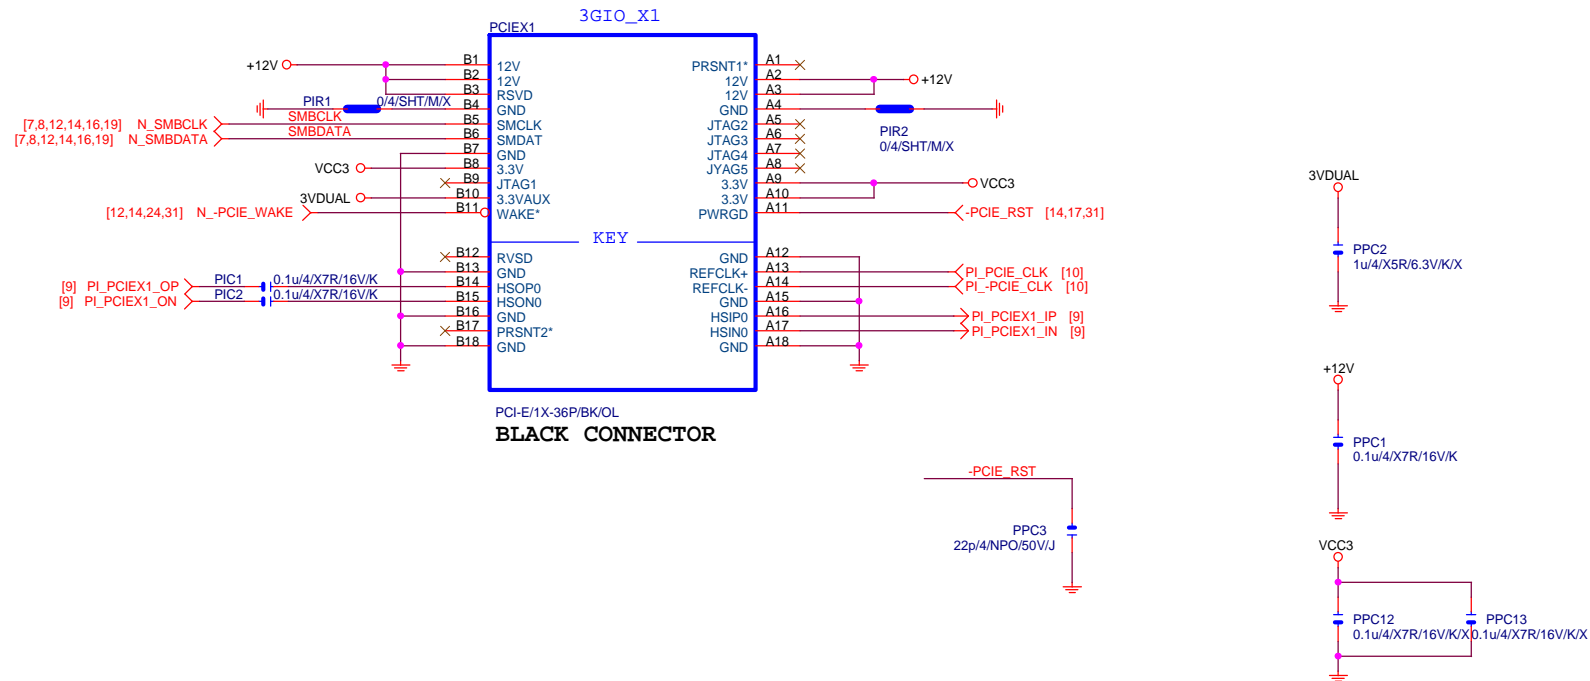 3GIO_X1
PCIEX1
+12V B1 12V PRSNT1* A1
B2 12V 12V A2 +12V
B3 RSVD 12V A3
PIR1 0/4/SHT/M/X B4 GND GND A4
[7,8,12,14,16,19] N_SMBCLK SMBCLK B5 SMCLK JTAG2 A5
[7,8,12,14,16,19] N_SMBDATA SMBDATA B6 SMDAT JTAG3 A6
PIR2
0/4/SHT/M/X
B7 GND JTAG4 A7
VCC3 B8 3.3V JYAG5 A8
B9 JTAG1 3.3V A9 VCC3
3VDUAL B10 3.3VAUX 3.3V A10
[12,14,24,31] N_-PCIE_WAKE B11 WAKE* PWRGD A11 -PCIE_RST [14,17,31]
KEY
B12 RVSD GND A12
B13 GND REFCLK+ A13 PI_PCIE_CLK [10]
[9] PI_PCIEX1_OP PIC1 0.1u/4/X7R/16V/K B14 HSOP0 REFCLK- A14 PI_-PCIE_CLK [10]
[9] PI_PCIEX1_ON PIC2 0.1u/4/X7R/16V/K B15 HSON0 GND A15
B16 GND HSIP0 A16 PI_PCIEX1_IP [9]
B17 PRSNT2* HSIN0 A17 PI_PCIEX1_IN [9]
B18 GND GND A18
PCI-E/1X-36P/BK/OL
BLACK CONNECTOR
-PCIE_RST
PPC3
22p/4/NPO/50V/J
3VDUAL
PPC2
1u/4/X5R/6.3V/K/X
+12V
PPC1
0.1u/4/X7R/16V/K
VCC3
PPC12 PPC13
0.1u/4/X7R/16V/K/X 0.1u/4/X7R/16V/K/X